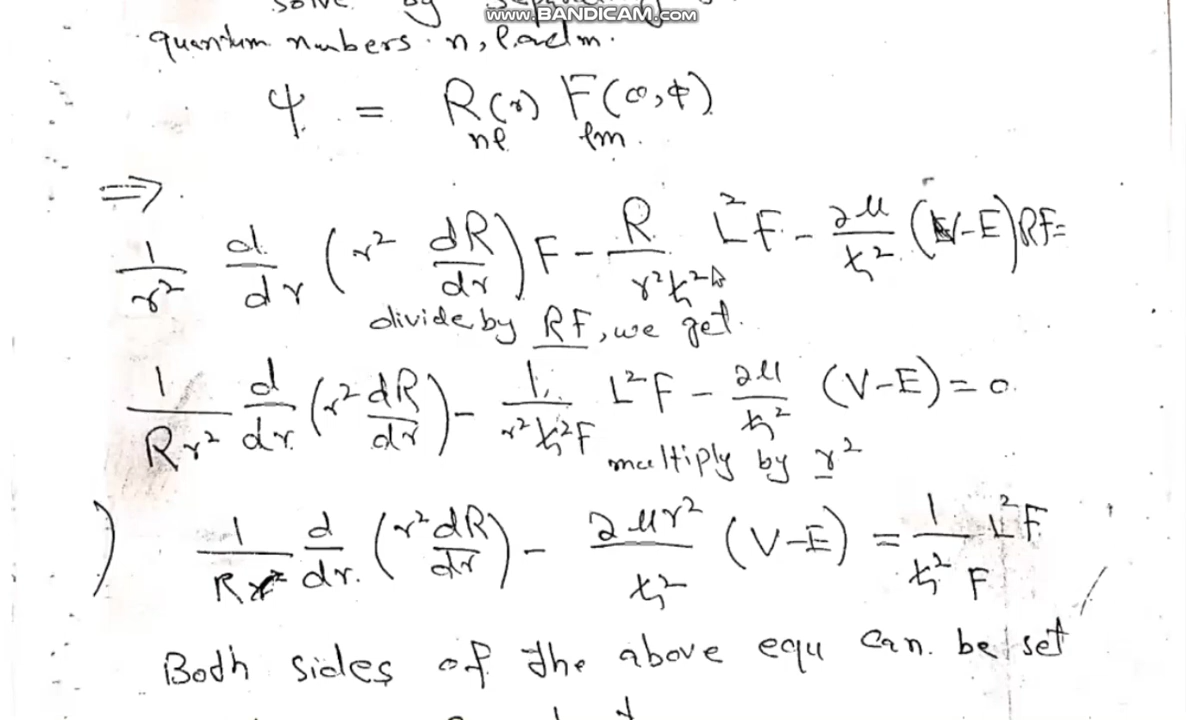 solve by
www.BANDICAM.com
quantum numbers. n, l and m.
ψ = R(r) F(θ,φ)
nl lm.
⇒
1/r² d/dr (r² dR/dr) F - R/r²ħ² L²F - 2μ/ħ² (V-E)RF=
divide by RF, we get.
1/Rr² d/dr. (r² dR/dr) - 1/r²ħ²F L²F - 2μ/ħ² (V-E) = 0
multiply by r²
) 1/R d/dr. (r² dR/dr) - 2μr²/ħ² (V-E) = 1/ħ²F L²F
Both sides of the above equ can be set